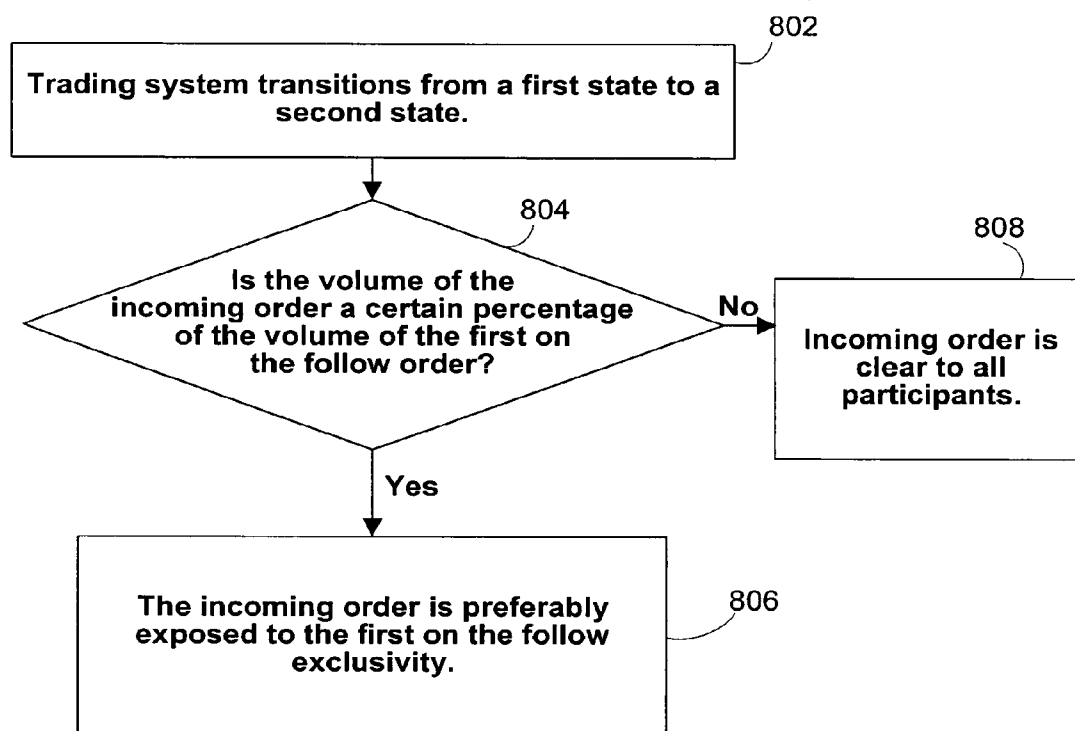 802
Trading system transitions from a first state to a
second state.
804
Is the volume of the
incoming order a certain percentage
of the volume of the first on
the follow order?
No
808
Incoming order is
clear to all
participants.
Yes
The incoming order is preferably
exposed to the first on the follow
exclusivity.
806